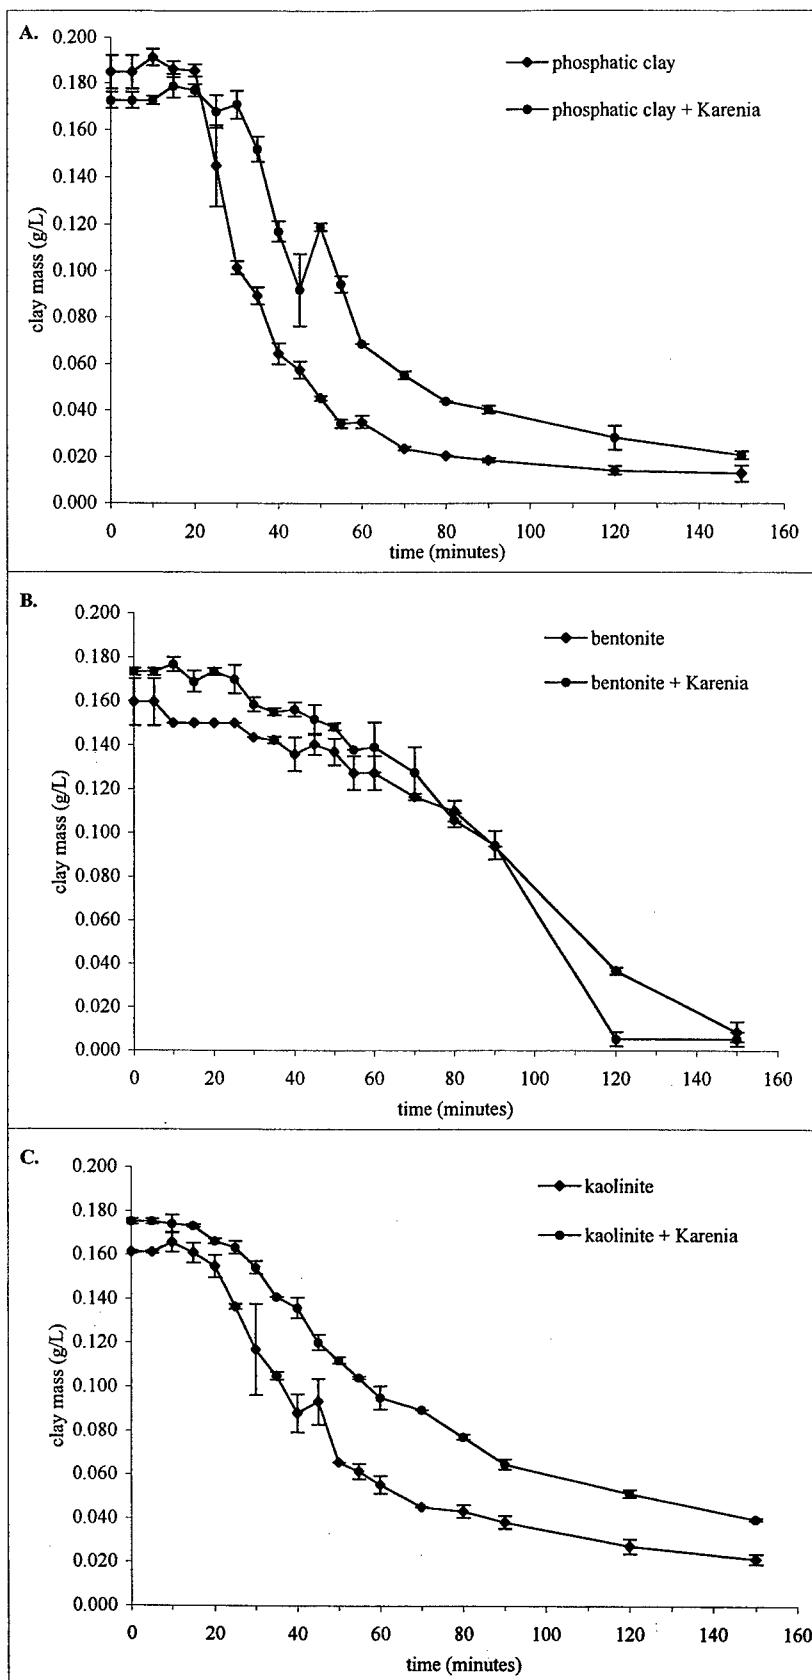 A.
0.200
0.180
0.160
0.140
0.120
0.100
0.080
0.060
0.040
0.020
0.000
clay mass (g/L)
phosphatic clay
phosphatic clay + Karenia
0 20 40 60 80 100 120 140 160
time (minutes)
B.
0.200
0.180
0.160
0.140
0.120
0.100
0.080
0.060
0.040
0.020
0.000
clay mass (g/L)
bentonite
bentonite + Karenia
0 20 40 60 80 100 120 140 160
time (minutes)
C.
0.200
0.180
0.160
0.140
0.120
0.100
0.080
0.060
0.040
0.020
0.000
clay mass (g/L)
kaolinite
kaolinite + Karenia
0 20 40 60 80 100 120 140 160
time (minutes)